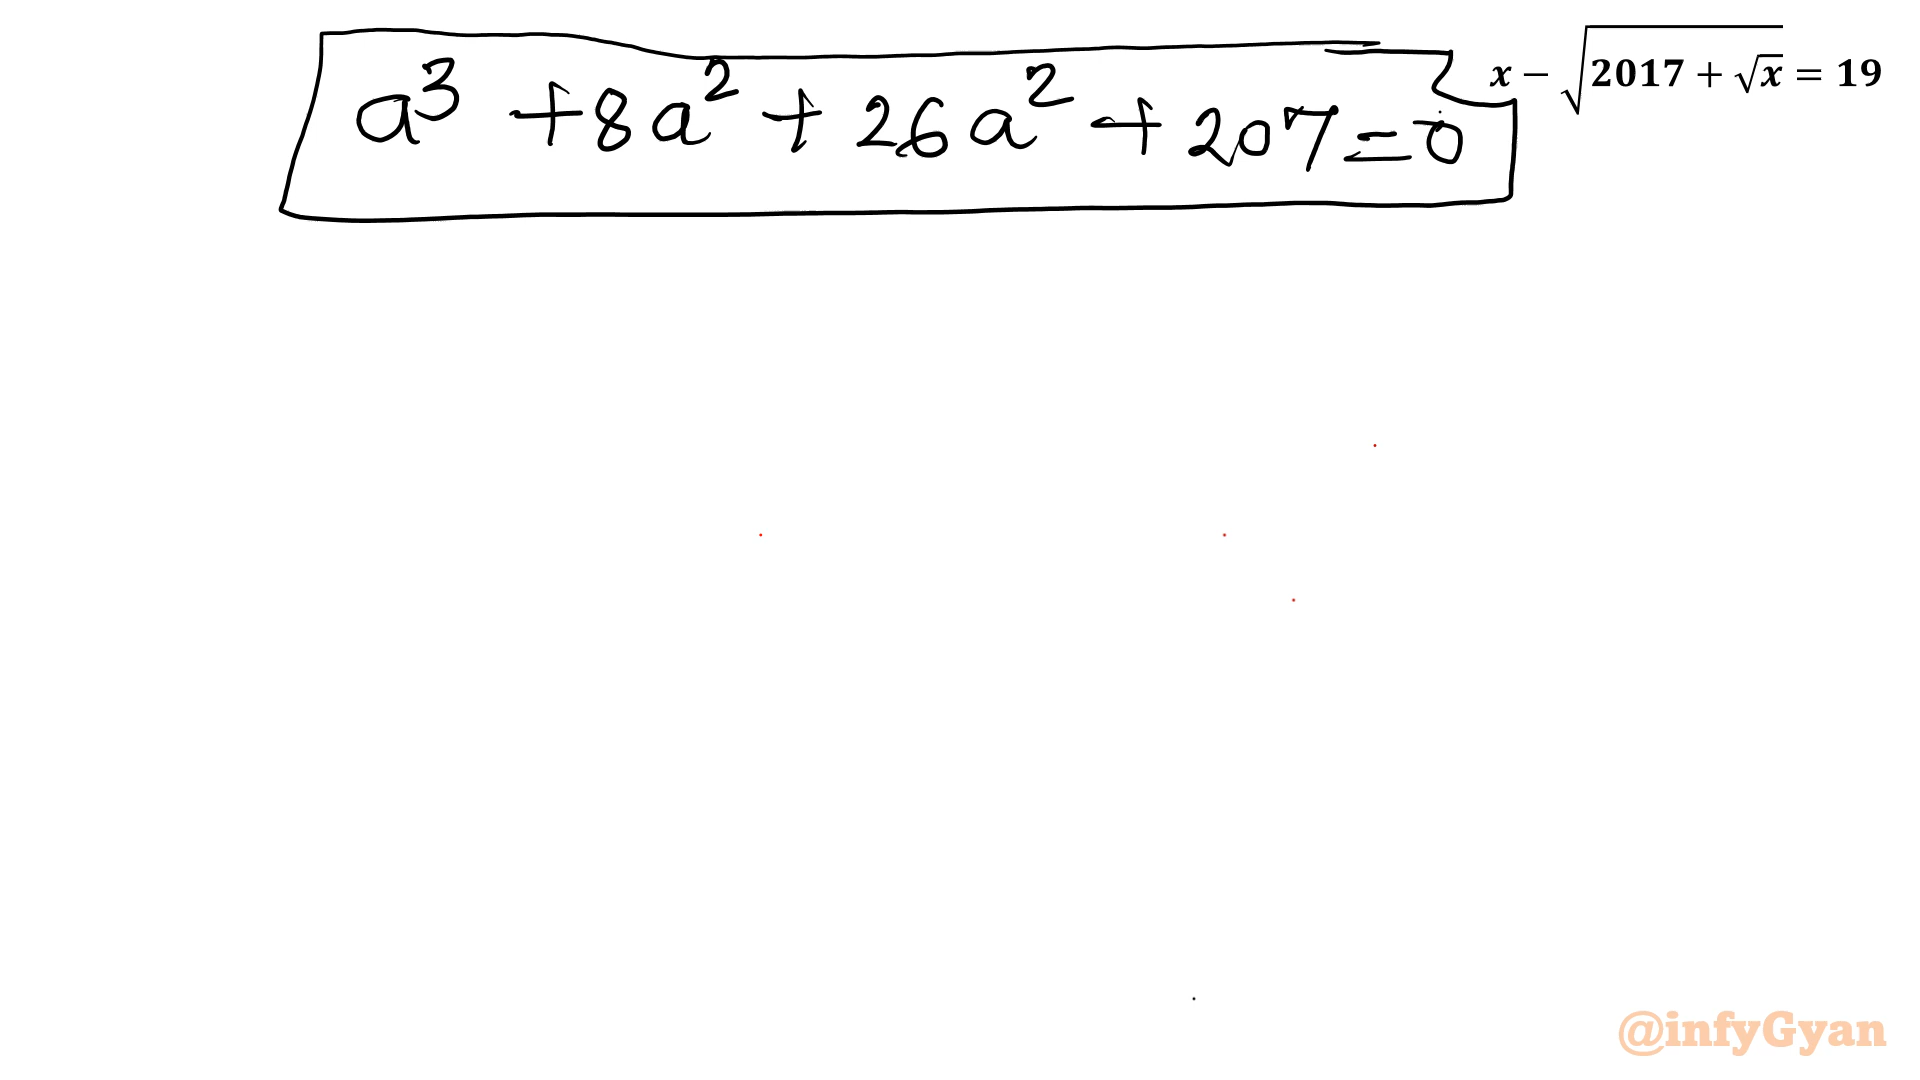 a³ + 8a² + 26a² + 207 = 0
x − √(2017 + √x) = 19
@infyGyan